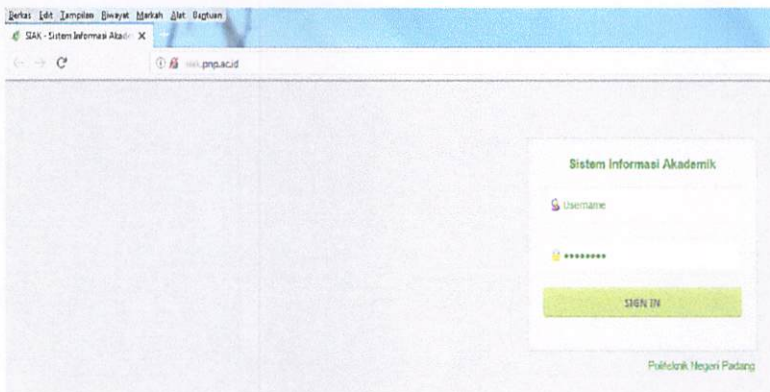 Berkas Edit Tampilan Riwayat Markah Alat Bantuan
SIAK - Sistem Informasi Akade
.pnp.ac.id
Sistem Informasi Akademik
Username
••••••••
SIGN IN
Politeknik Negeri Padang